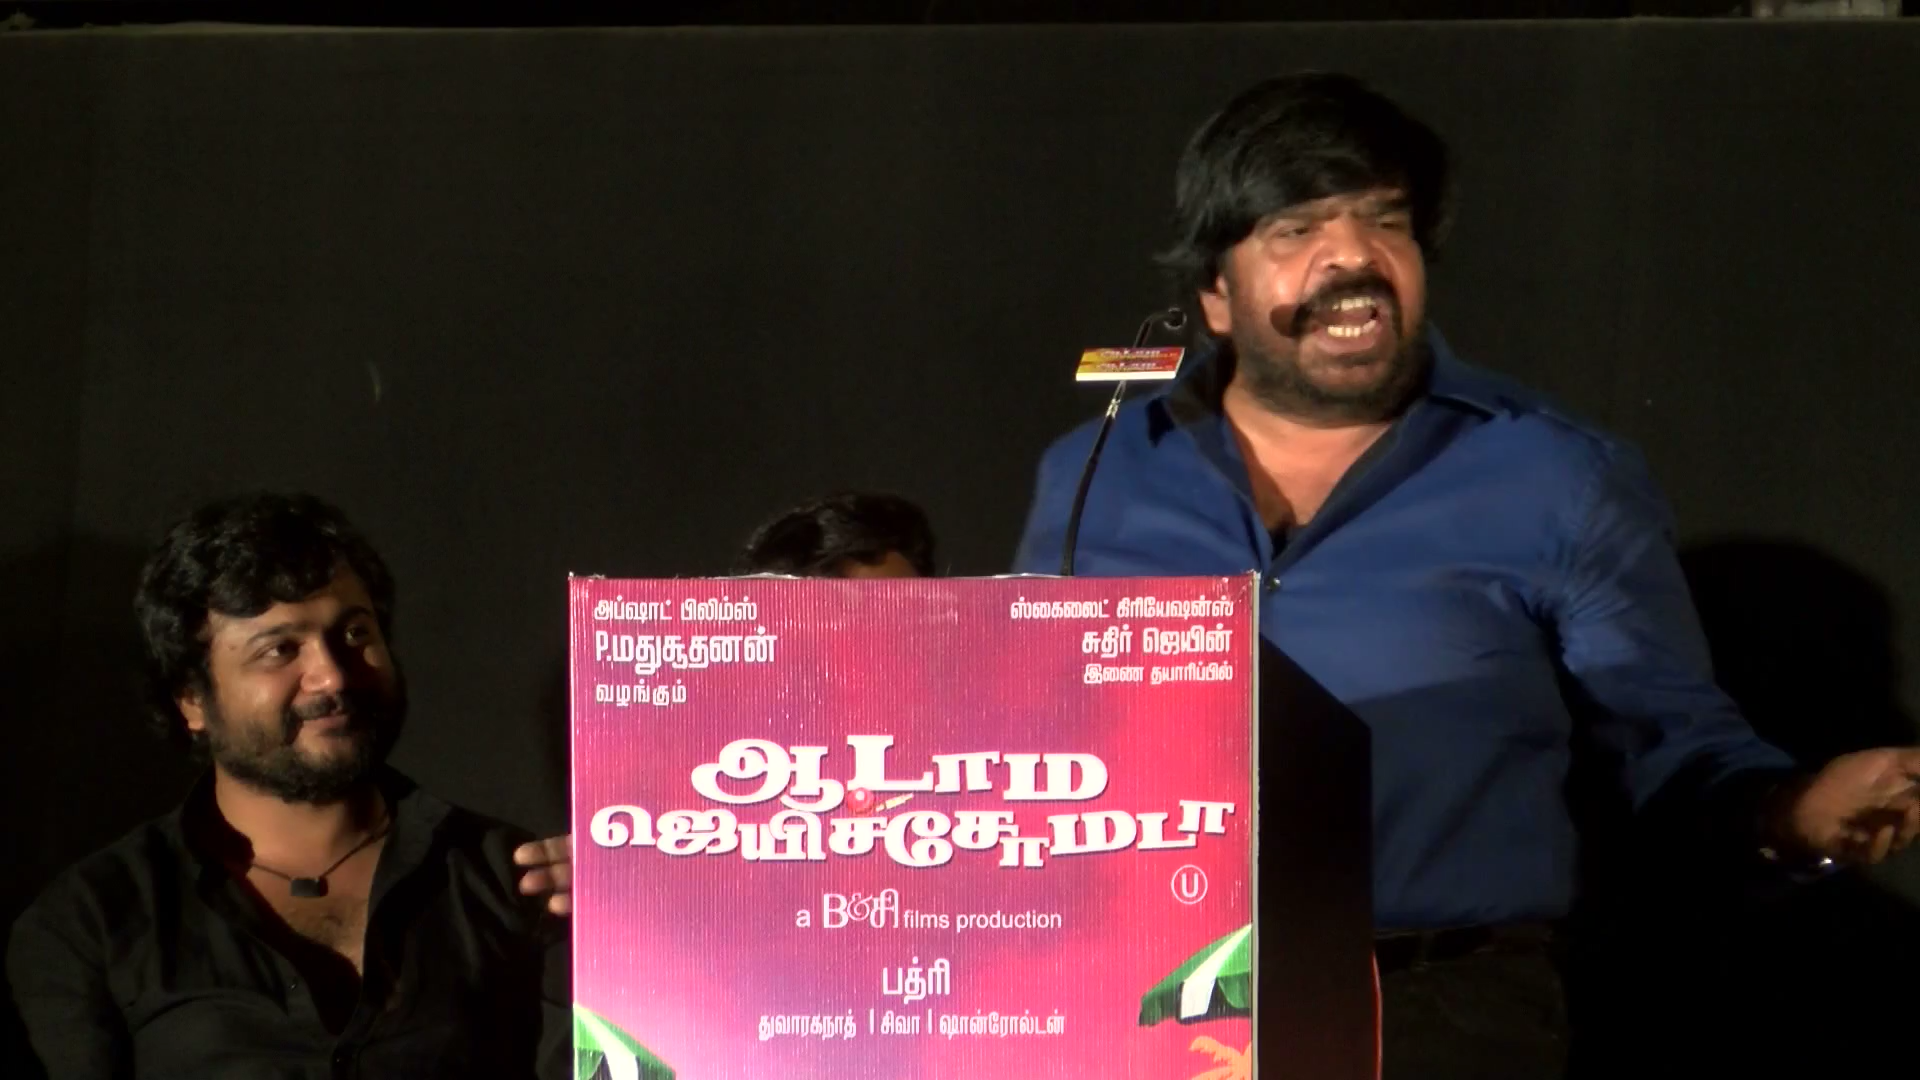 அப்ஷாட் பிலிம்ஸ்
P.மதுசூதனன்
வழங்கும்
ஸ்கைலைட் கிரியேஷன்ஸ்
சுதிர் ஜெயின்
இணை தயாரிப்பில்
ஆடாம
ஜெயிச்சோமடா
U
a B&C films production
பத்ரி
துவாரகநாத் | சிவா | ஷான்ரோல்டன்